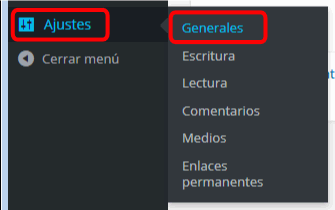 Ajustes
Cerrar menú
Generales
Escritura
Lectura
Comentarios
Medios
Enlaces
permanentes